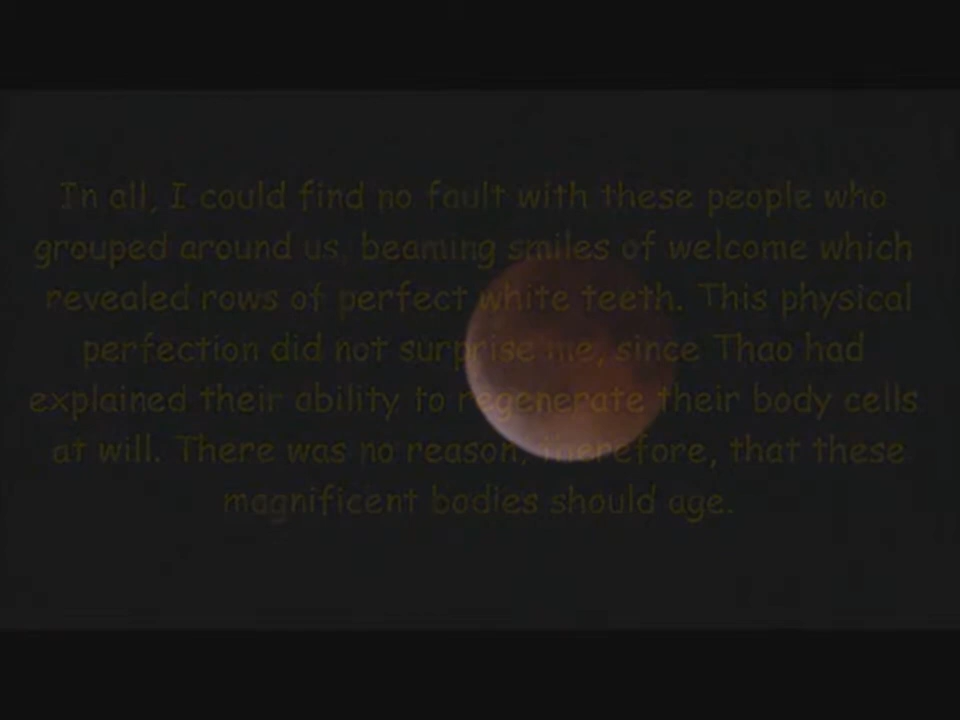 In all, I could find no fault with these people who
grouped around us, beaming smiles of welcome which
revealed rows of perfect white teeth. This physical
perfection did not surprise me, since Thao had
explained their ability to regenerate their body cells
at will. There was no reason, therefore, that these
magnificent bodies should age.